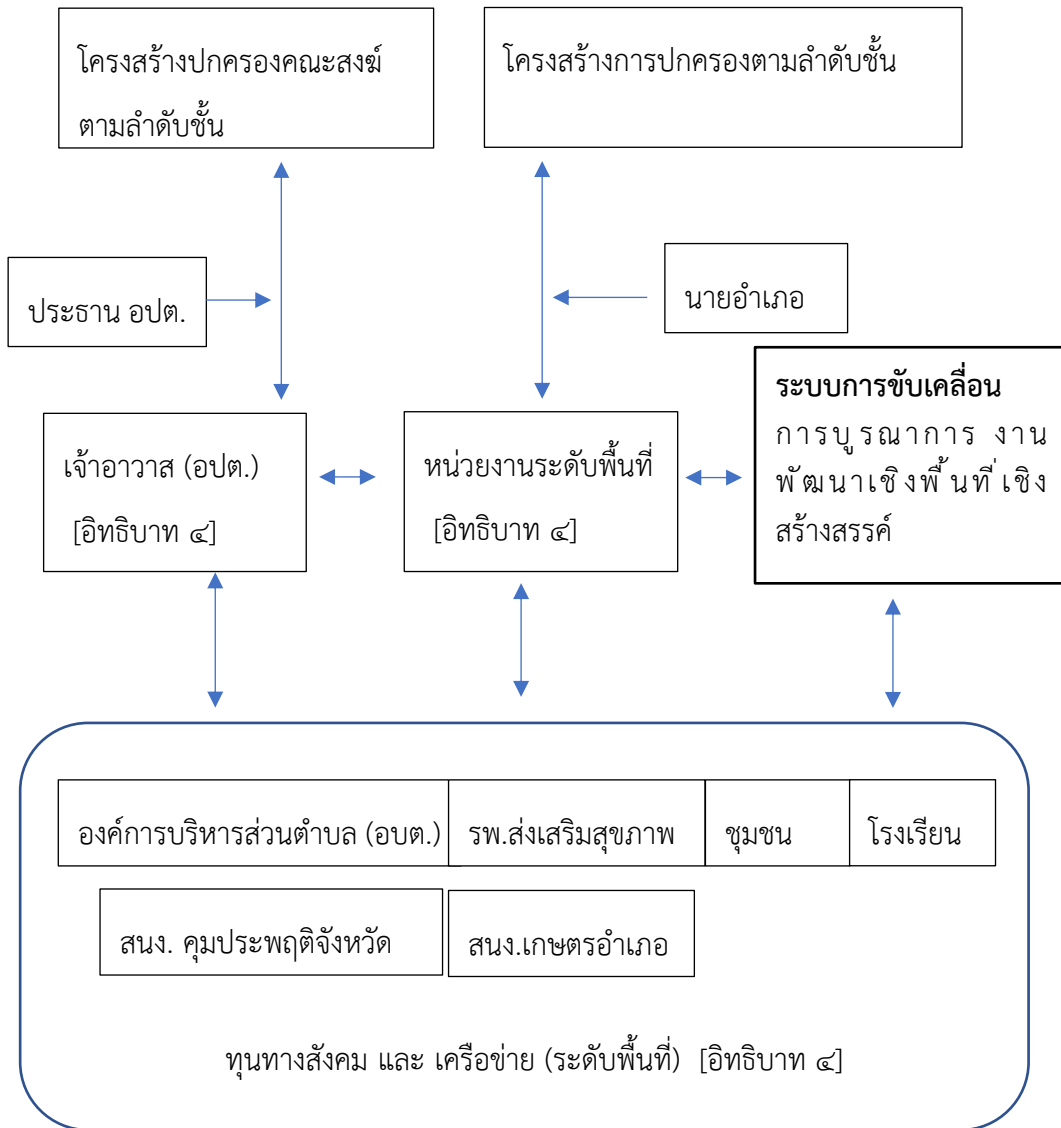 โครงสร้างปกครองคณะสงฆ์
ตามลำดับชั้น
โครงสร้างการปกครองตามลำดับชั้น
ประธาน อปต.
นายอำเภอ
เจ้าอาวาส (อปต.)
[อิทธิบาท ๔]
หน่วยงานระดับพื้นที่
[อิทธิบาท ๔]
ระบบการขับเคลื่อน
การบูรณาการ งาน
พัฒนาเชิงพื้นที่เชิง
สร้างสรรค์
องค์การบริหารส่วนตำบล (อบต.)
รพ.ส่งเสริมสุขภาพ
ชุมชน
โรงเรียน
สนง. คุมประพฤติจังหวัด
สนง.เกษตรอำเภอ
ทุนทางสังคม และ เครือข่าย (ระดับพื้นที่) [อิทธิบาท ๔]